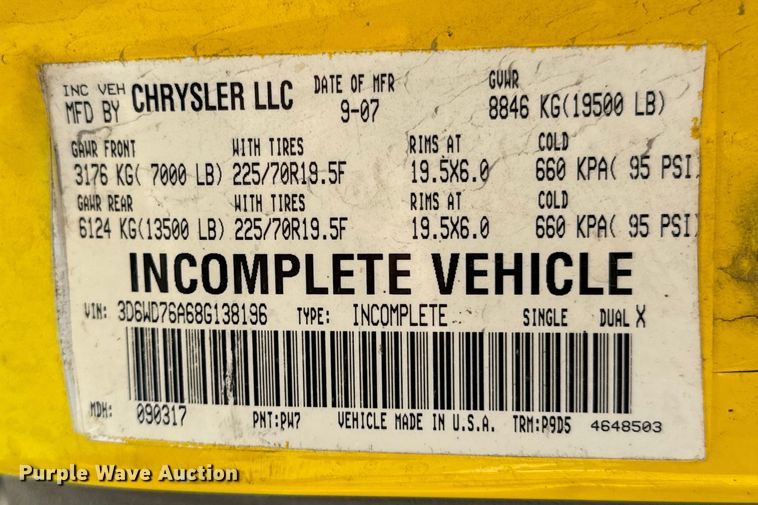 INC VEH MFD BY CHRYSLER LLC DATE OF MFR 9-07 GVWR 8846 KG(19500 LB)
GAWR FRONT WITH TIRES RIMS AT COLD
3176 KG( 7000 LB) 225/70R19.5F 19.5X6.0 660 KPA( 95 PSI)
GAWR REAR WITH TIRES RIMS AT COLD
6124 KG(13500 LB) 225/70R19.5F 19.5X6.0 660 KPA( 95 PSI)
INCOMPLETE VEHICLE
VIN: 3D6WD76A68G138196 TYPE: INCOMPLETE SINGLE DUAL X
MDH: 090317 PNT:PW7 VEHICLE MADE IN U.S.A. TRM:P9D5 4648503
Purple Wave Auction